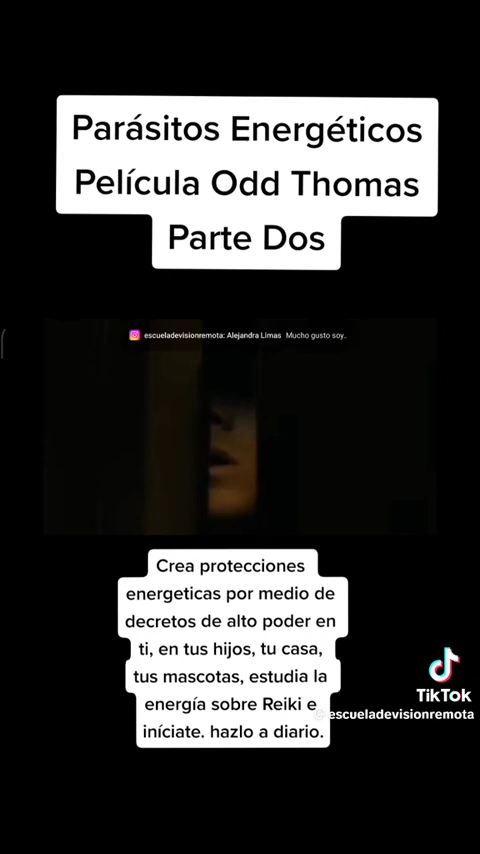 Parásitos Energéticos
Película Odd Thomas
Parte Dos
escueladevisionremota: Alejandra Limas Mucho gusto soy..
Crea protecciones
energeticas por medio de
decretos de alto poder en
ti, en tus hijos, tu casa,
tus mascotas, estudia la
energía sobre Reiki e
iníciate. hazlo a diario.
TikTok
@escueladevisionremota